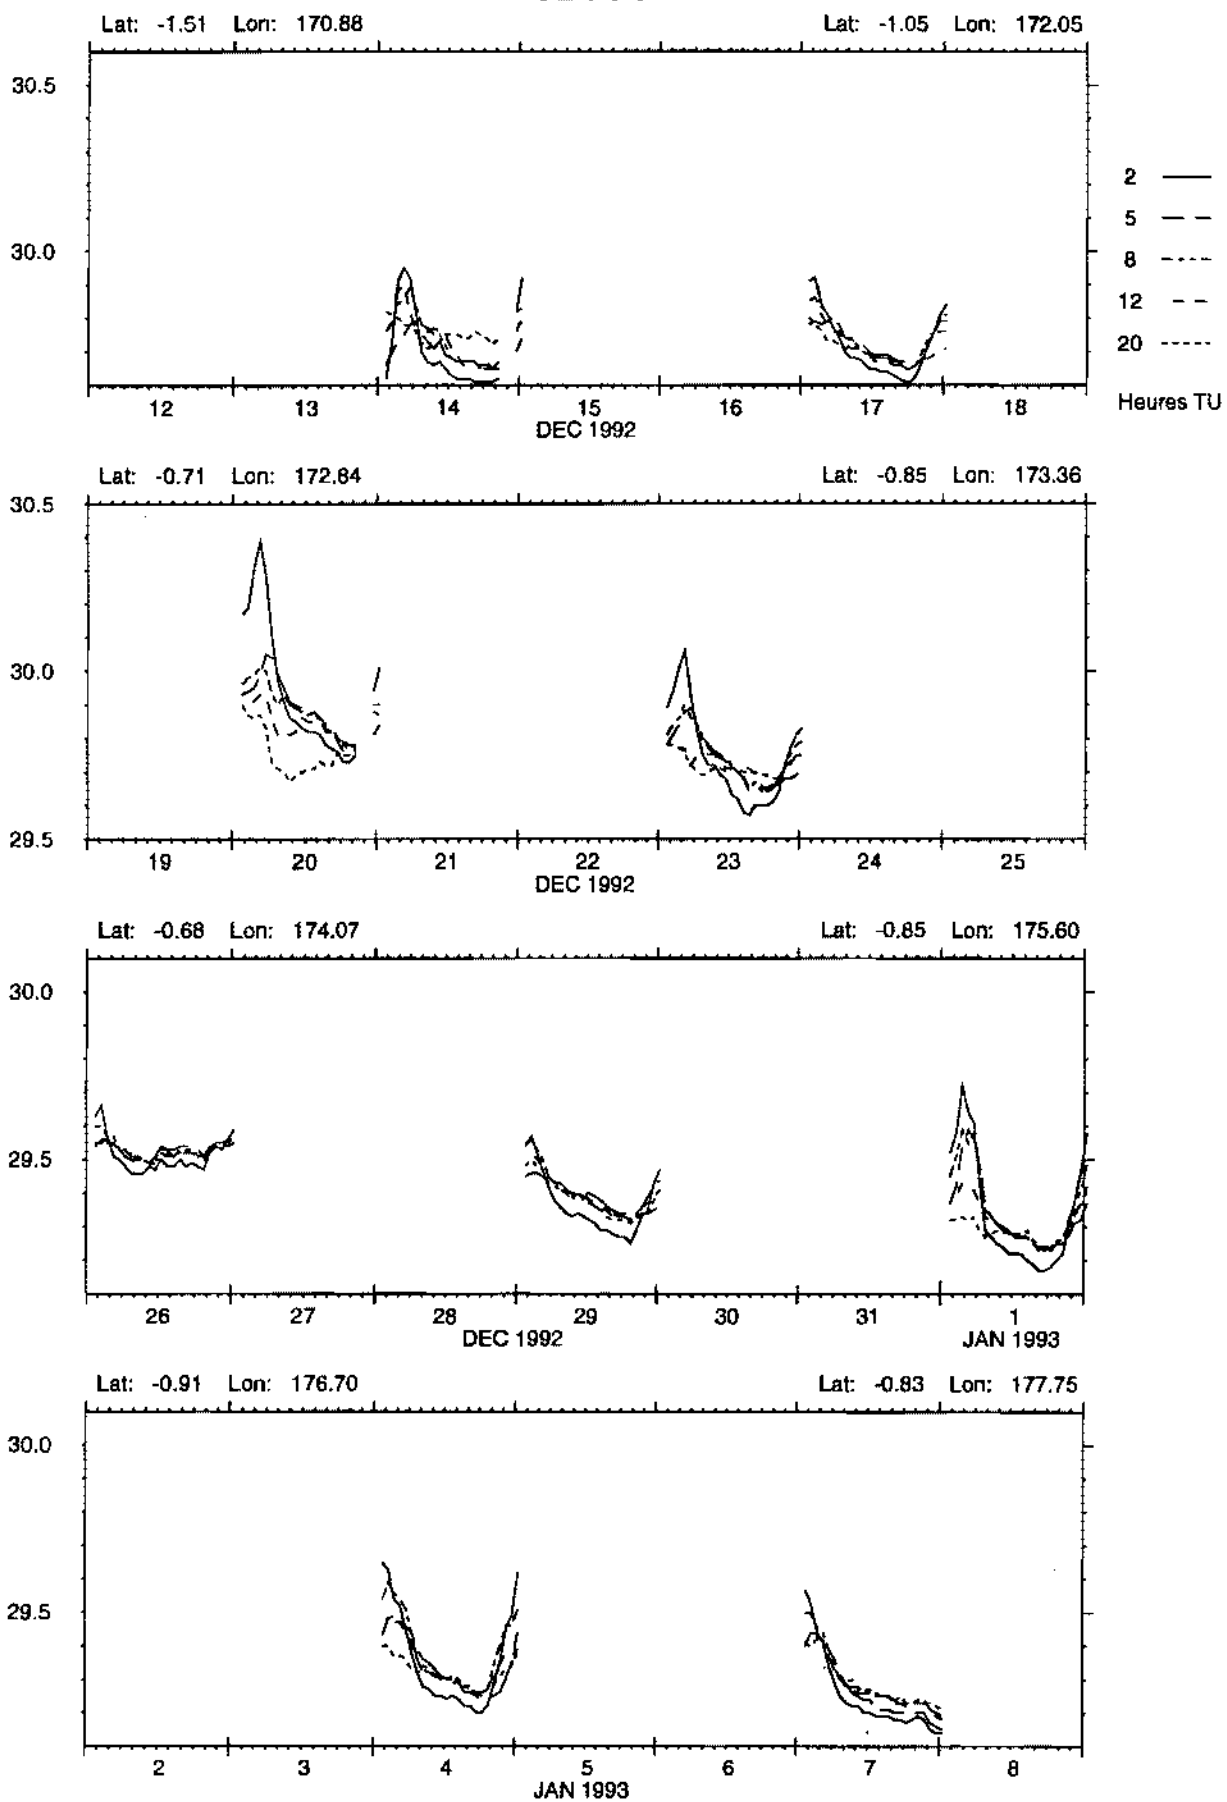 Lat: -1.51 Lon: 170.88 Lat: -1.05 Lon: 172.05
30.5
30.0
2
5
8
12
20
Heures TU
12 13 14 15 16 17 18
DEC 1992
Lat: -0.71 Lon: 172.84 Lat: -0.85 Lon: 173.36
30.5
30.0
29.5
19 20 21 22 23 24 25
DEC 1992
Lat: -0.68 Lon: 174.07 Lat: -0.85 Lon: 175.60
30.0
29.5
26 27 28 29 30 31 1
DEC 1992 JAN 1993
Lat: -0.91 Lon: 176.70 Lat: -0.83 Lon: 177.75
30.0
29.5
2 3 4 5 6 7 8
JAN 1993